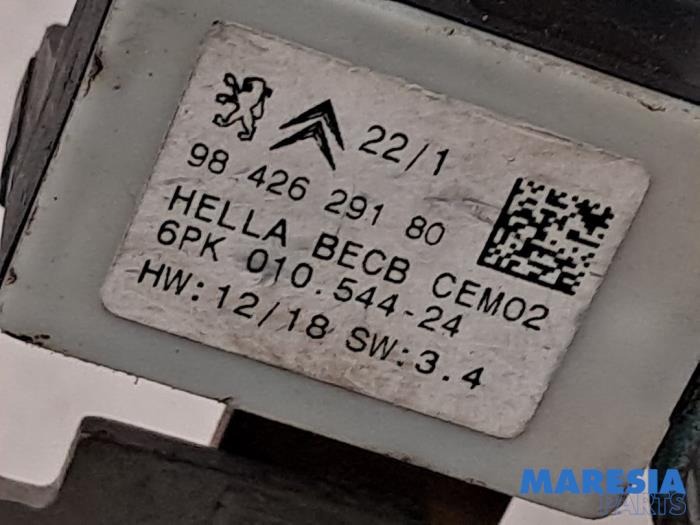 22/1
98 426 291 80
HELLA BECB CEM02
6PK 010.544-24
HW:12/18 SW:3.4
MARESIA
PARTS